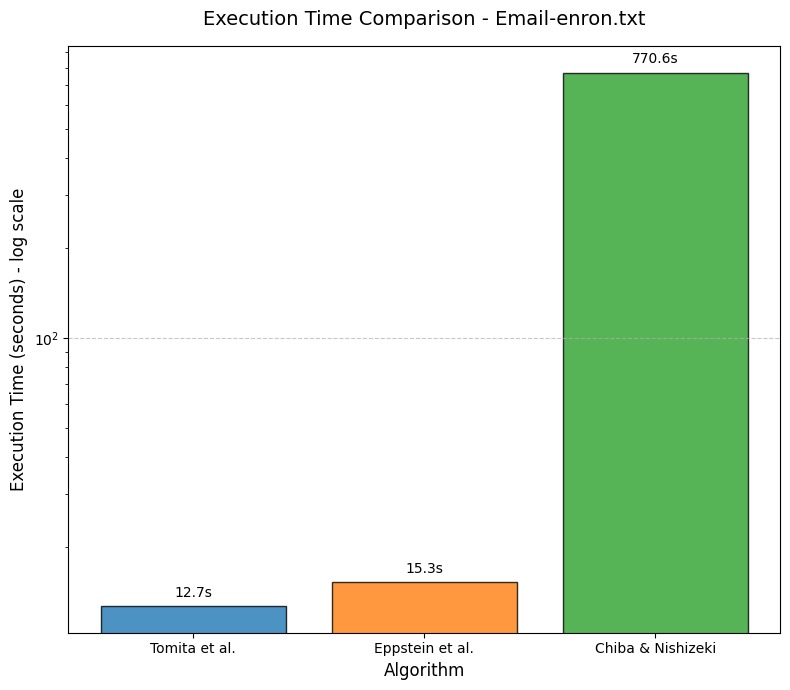 Execution Time Comparison - Email-enron.txt
770.6s
Execution Time (seconds) - log scale
10²
15.3s
12.7s
Tomita et al.
Eppstein et al.
Chiba & Nishizeki
Algorithm